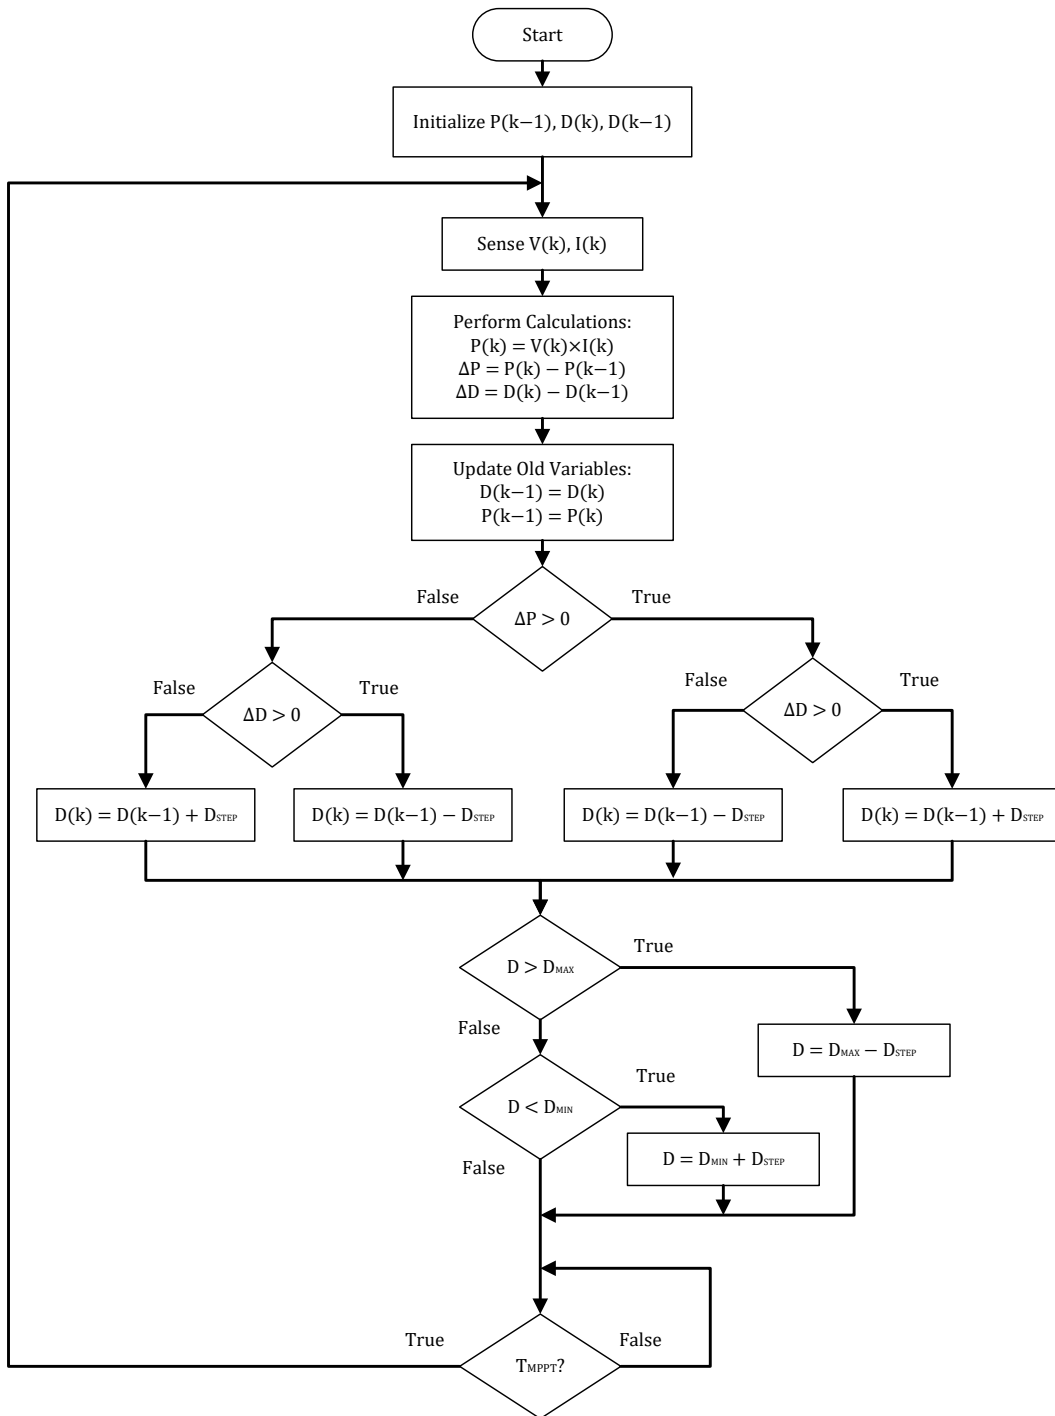 Start
Initialize P(k−1), D(k), D(k−1)
Sense V(k), I(k)
Perform Calculations:
P(k) = V(k)×I(k)
ΔP = P(k) − P(k−1)
ΔD = D(k) − D(k−1)
Update Old Variables:
D(k−1) = D(k)
P(k−1) = P(k)
False
True
ΔP > 0
False
True
ΔD > 0
False
True
ΔD > 0
D(k) = D(k−1) + DSTEP
D(k) = D(k−1) − DSTEP
D(k) = D(k−1) − DSTEP
D(k) = D(k−1) + DSTEP
True
D > DMAX
False
D = DMAX − DSTEP
True
D < DMIN
D = DMIN + DSTEP
False
True
False
TMPPT?